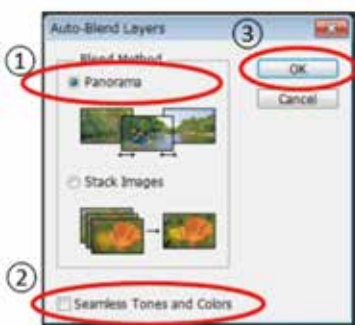 Auto-Blend Layers
③
①
Blend Method
Panorama
OK
Cancel
Stack Images
②
Seamless Tones and Colors